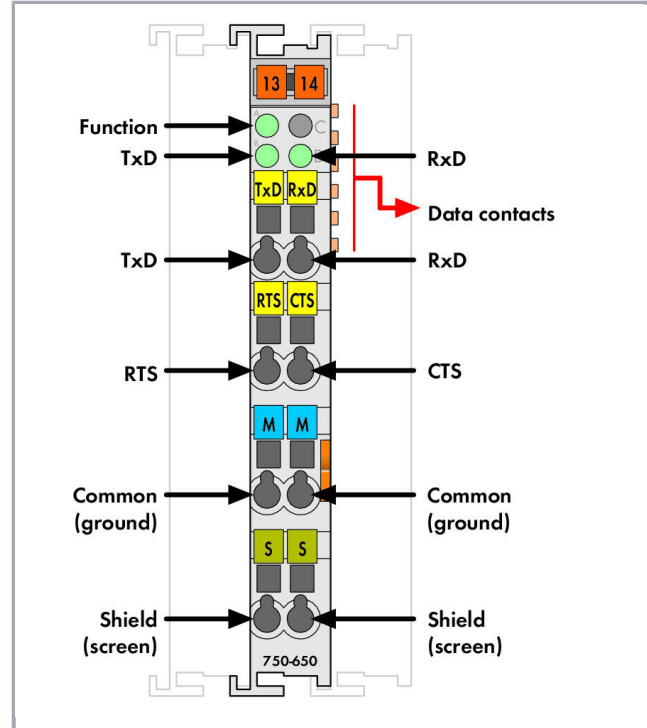 13 14
A
Function
C
B
TxD
RxD
TxD RxD
Data contacts
TxD
RxD
RTS CTS
RTS
CTS
M M
Common
(ground)
Common
(ground)
S S
Shield
(screen)
Shield
(screen)
750-650